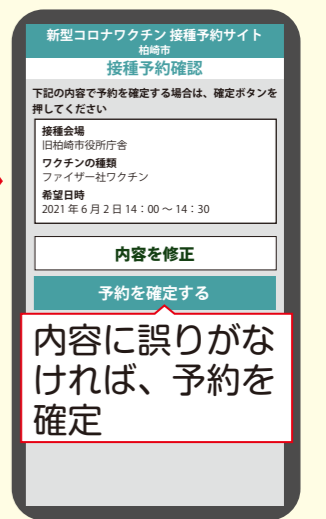 新型コロナワクチン 接種予約サイト
柏崎市
接種予約確認
下記の内容で予約を確定する場合は、確定ボタンを
押してください
接種会場
旧柏崎市役所庁舎
ワクチンの種類
ファイザー社ワクチン
希望日時
2021年6月2日14：00～14：30
内容を修正
予約を確定する
内容に誤りがな
ければ、予約を
確定